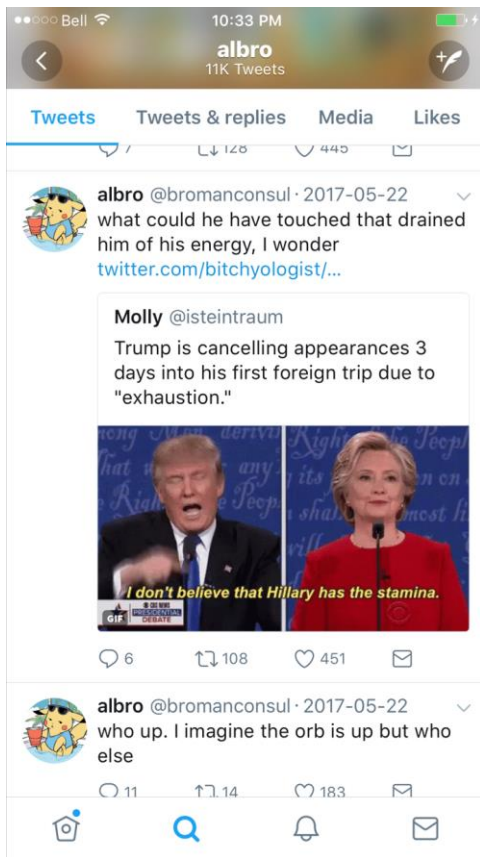 Bell 10:33 PM
albro
11K Tweets
Tweets Tweets & replies Media Likes
7 128 445
albro @bromanconsul · 2017-05-22
what could he have touched that drained
him of his energy, I wonder
twitter.com/bitchyologist/...
Molly @isteintraum
Trump is cancelling appearances 3
days into his first foreign trip due to
"exhaustion."
I don't believe that Hillary has the stamina.
GIF
CBS NEWS
PRESIDENTIAL
DEBATE
6 108 451
albro @bromanconsul · 2017-05-22
who up. I imagine the orb is up but who
else
11 14 183